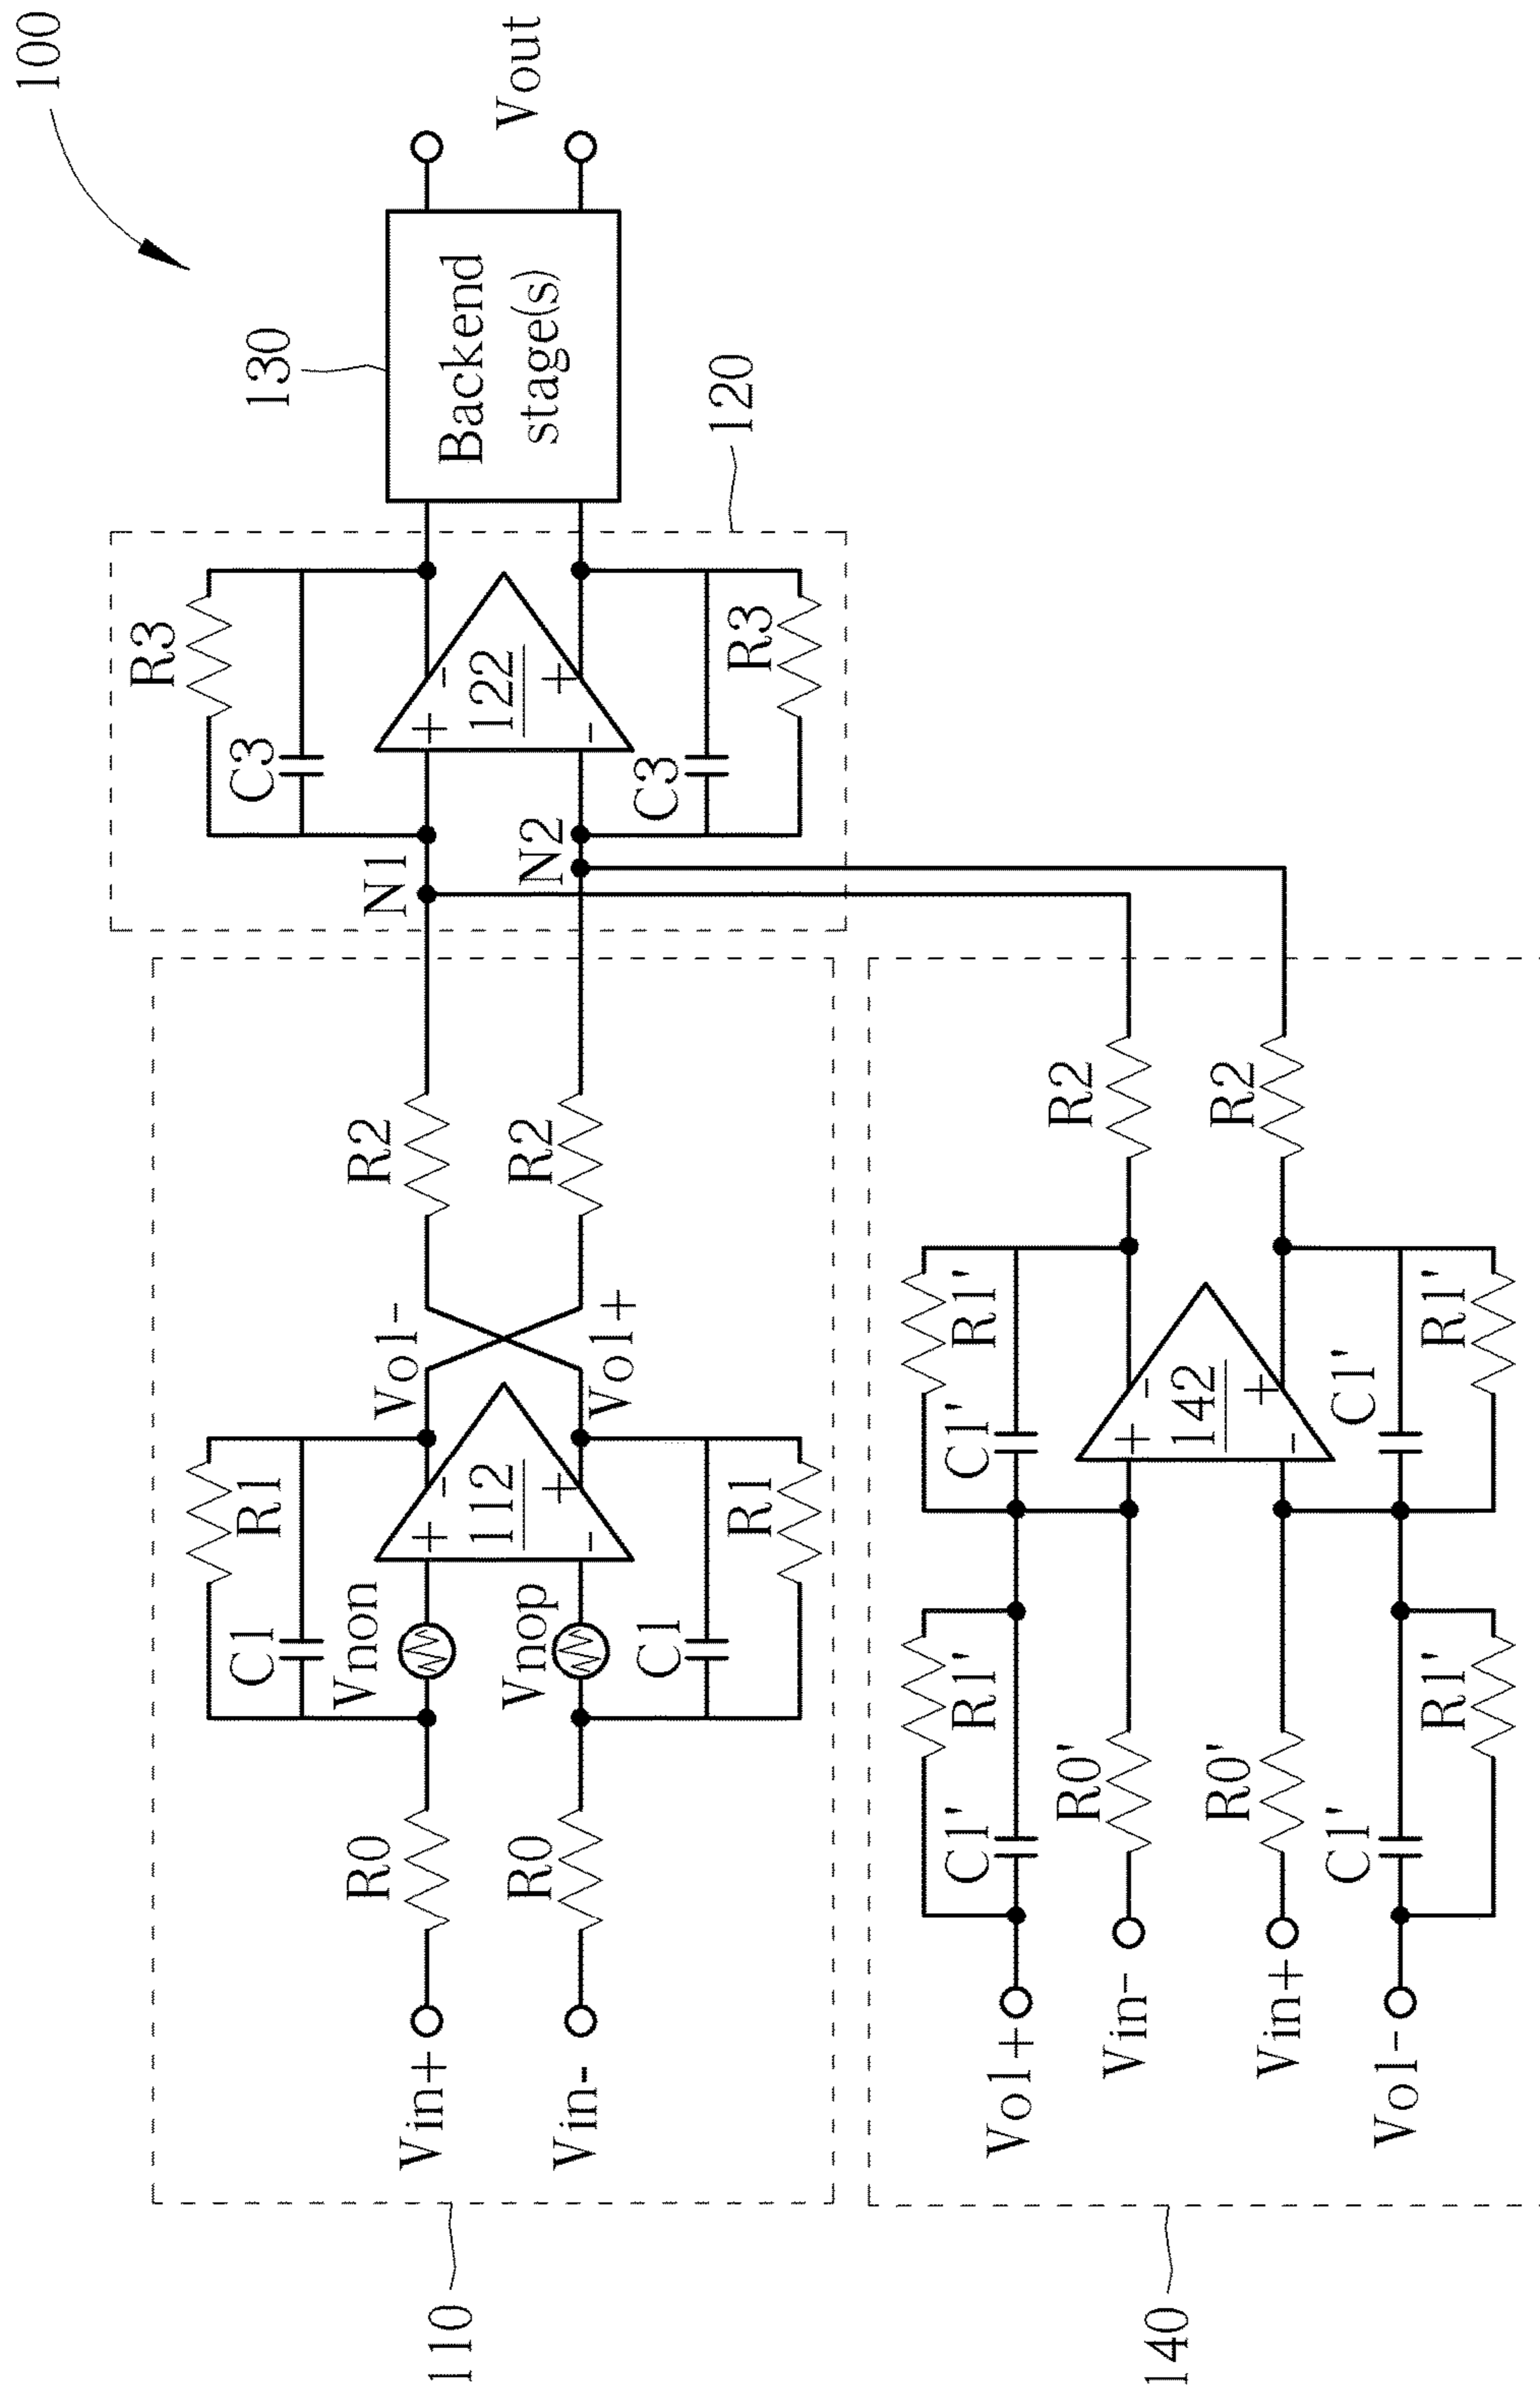 100
110
Vin+
Vin-
R0
R0
R1
C1
Vnon
Vnop
C1
R1
+
-
112
-
+
Vo1-
Vo1+
R2
R2
120
N1
N2
R3
C3
C3
R3
+
-
122
-
+
130
Backend
stage(s)
Vout
140
Vo1+
Vin-
Vin+
Vo1-
C1'
R1'
R0'
R0'
C1'
R1'
C1'
R1'
+
-
142
-
+
C1'
R1'
R2
R2